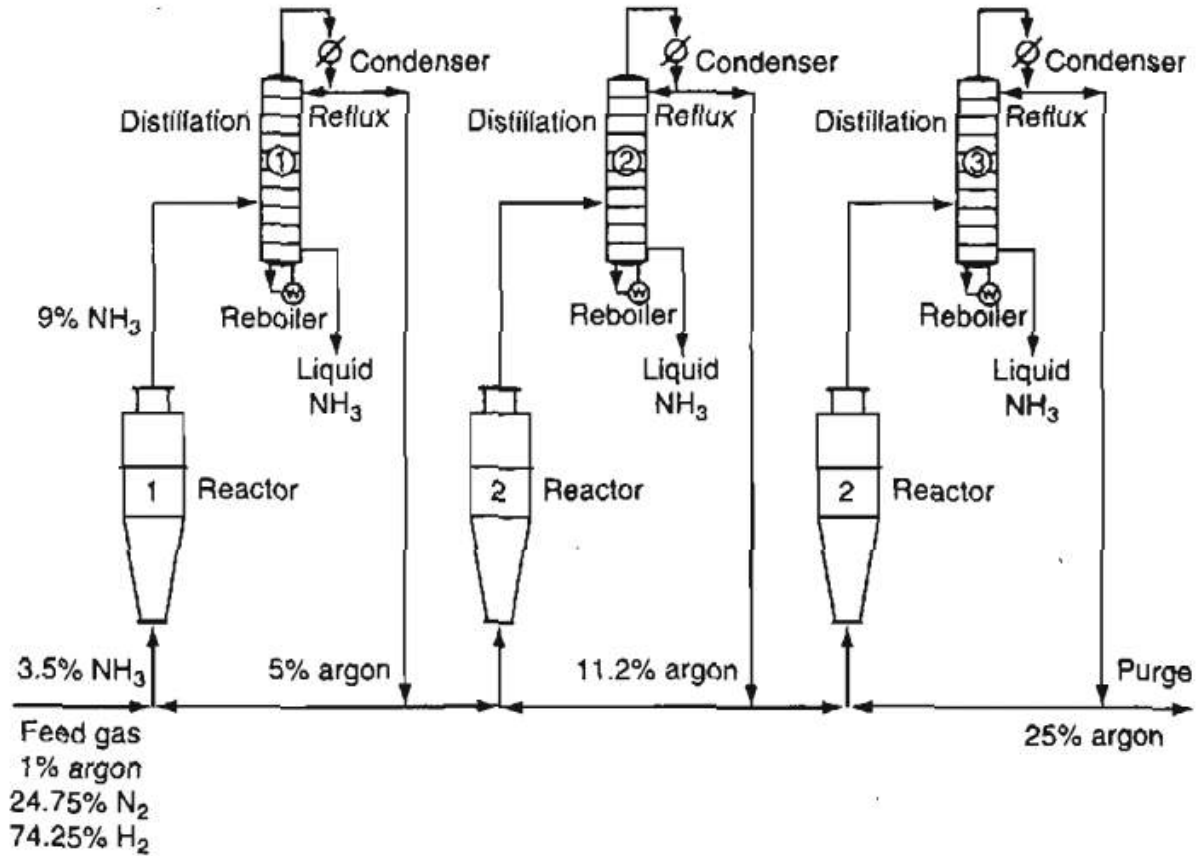 Condenser
Condenser
Condenser
Distillation
Reflux
Distillation
Reflux
Distillation
Reflux
1
2
3
9% NH₃
Reboiler
Reboiler
Reboiler
Liquid
NH₃
Liquid
NH₃
Liquid
NH₃
1
Reactor
2
Reactor
2
Reactor
3.5% NH₃
5% argon
11.2% argon
Purge
Feed gas
1% argon
24.75% N₂
74.25% H₂
25% argon